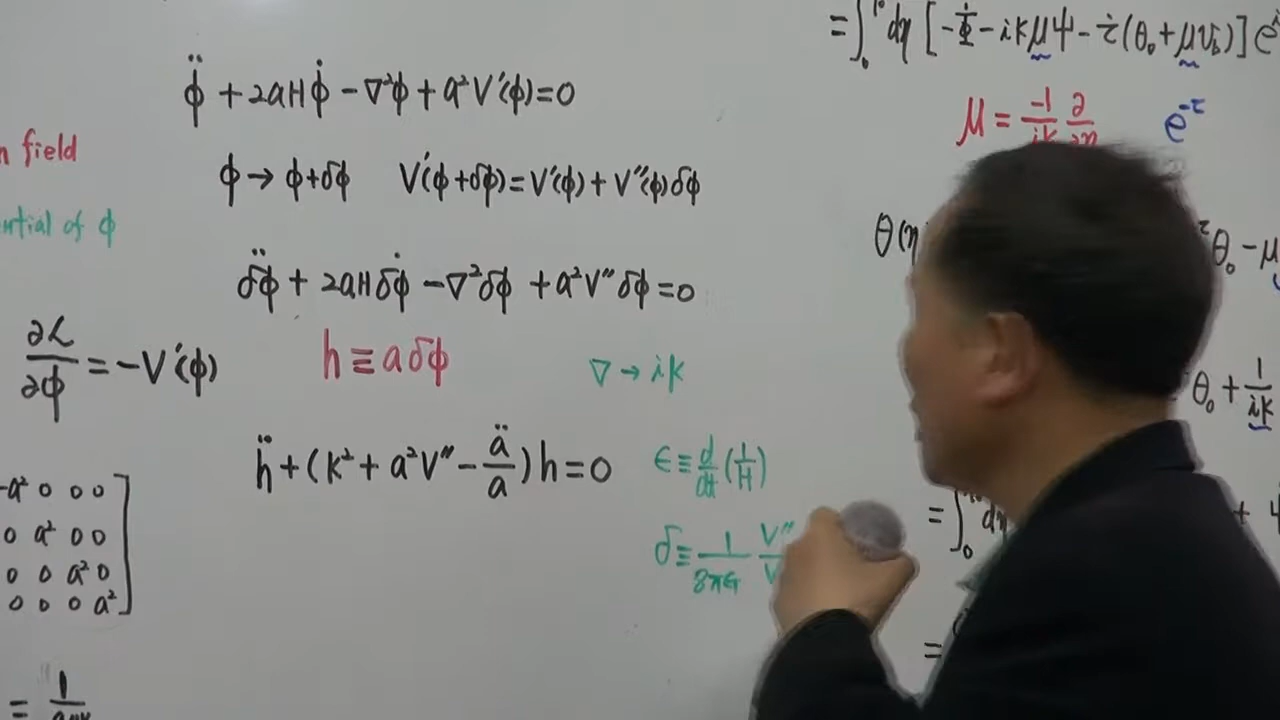 n field
ntial of ϕ
∂ℒ/∂ϕ = -V'(ϕ)
-a² 0 0 0
0 a² 0 0
0 0 a² 0
0 0 0 a²
= 1/
ϕ̈ + 2aHϕ̇ - ∇²ϕ + a²V'(ϕ) = 0
ϕ → ϕ+δϕ V'(ϕ+δϕ) = V'(ϕ) + V''(ϕ)δϕ
δϕ̈ + 2aHδϕ̇ - ∇²δϕ + a²V''δϕ = 0
h ≡ aδϕ ∇ → ik
ḧ + (k² + a²V'' - ä/a)h = 0
ϵ ≡ d/dt (1/H)
δ ≡ 1/8πG V''/V
= ∫₀ dη [-Φ̇ - ikμψ - τ̇(θ₀ + μv_b)] e
μ = -1/ik ∂/∂η e^-τ
θ(η θ₀ - μ
θ₀ + 1/ik
= ∫₀ dη +
=